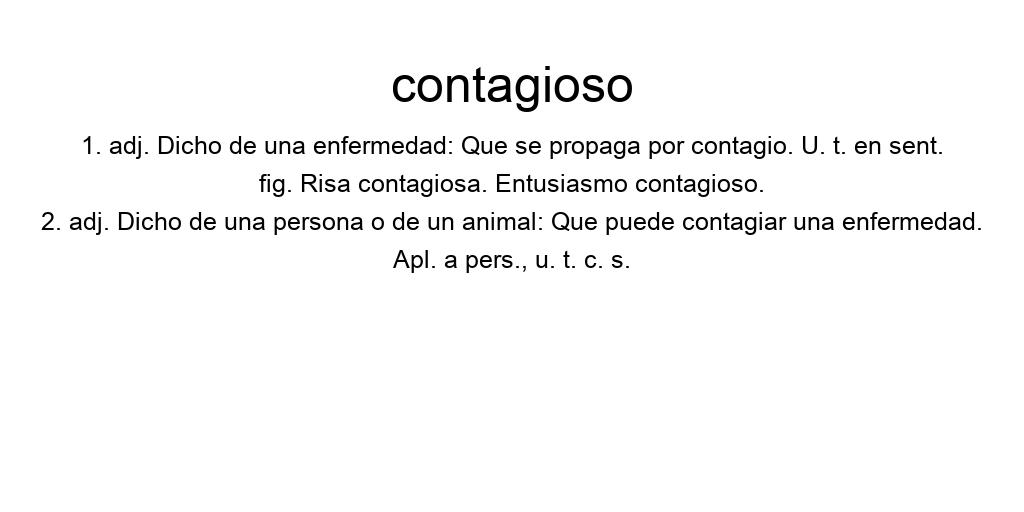 contagioso
1. adj. Dicho de una enfermedad: Que se propaga por contagio. U. t. en sent.
fig. Risa contagiosa. Entusiasmo contagioso.
2. adj. Dicho de una persona o de un animal: Que puede contagiar una enfermedad.
Apl. a pers., u. t. c. s.